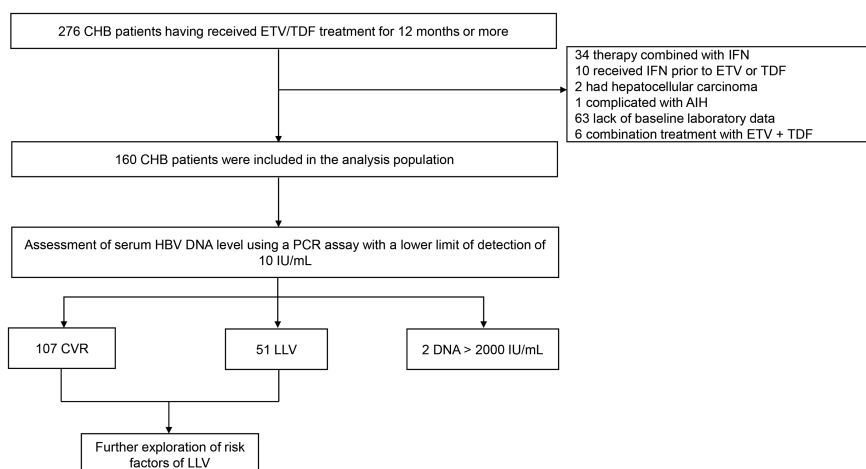 276 CHB patients having received ETV/TDF treatment for 12 months or more
34 therapy combined with IFN
10 received IFN prior to ETV or TDF
2 had hepatocellular carcinoma
1 complicated with AIH
63 lack of baseline laboratory data
6 combination treatment with ETV + TDF
160 CHB patients were included in the analysis population
Assessment of serum HBV DNA level using a PCR assay with a lower limit of detection of
10 IU/mL
107 CVR
51 LLV
2 DNA > 2000 IU/mL
Further exploration of risk
factors of LLV